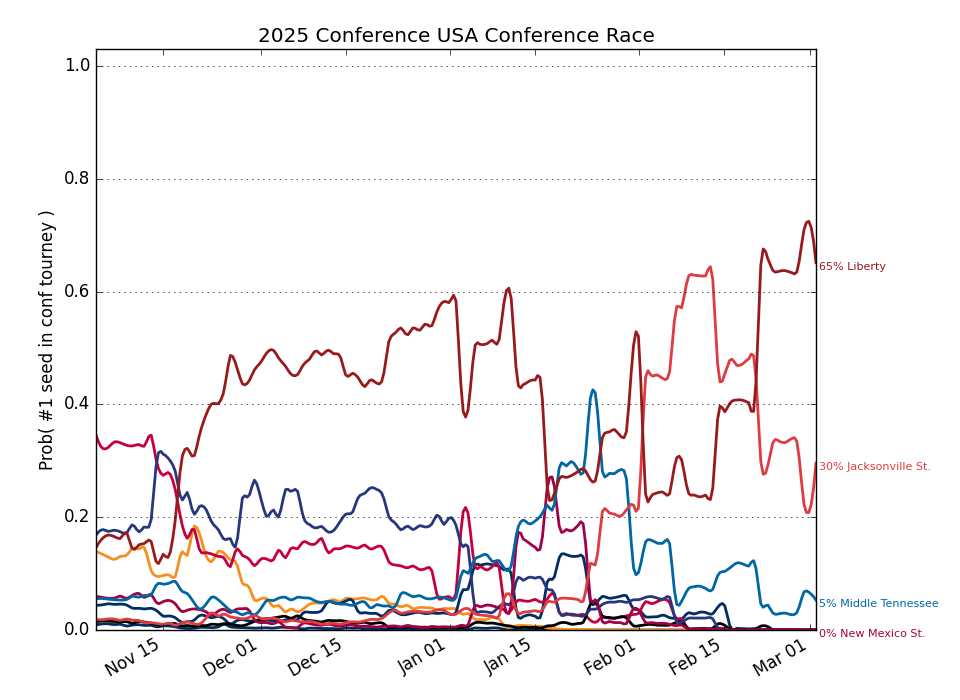 2025 Conference USA Conference Race
Prob( #1 seed in conf tourney )
1.0
0.8
0.6
0.4
0.2
0.0
65% Liberty
30% Jacksonville St.
5% Middle Tennessee
0% New Mexico St.
Nov 15
Dec 01
Dec 15
Jan 01
Jan 15
Feb 01
Feb 15
Mar 01